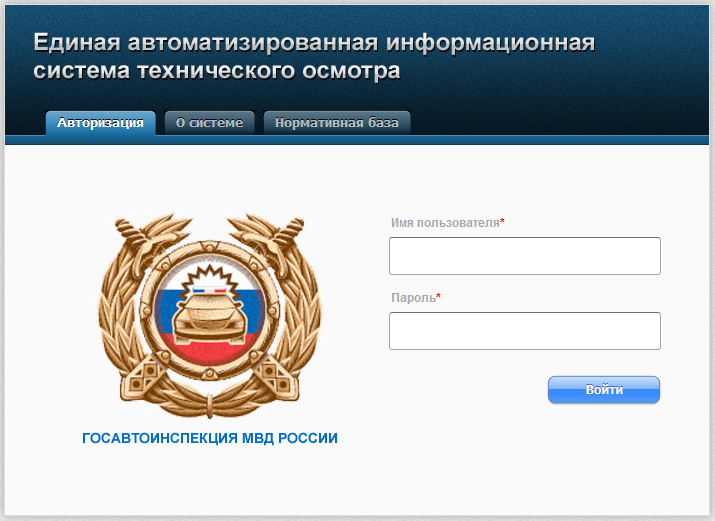 Единая автоматизированная информационная
система технического осмотра
Авторизация
О системе
Нормативная база
Имя пользователя*
Пароль*
Войти
ГОСАВТОИНСПЕКЦИЯ МВД РОССИИ